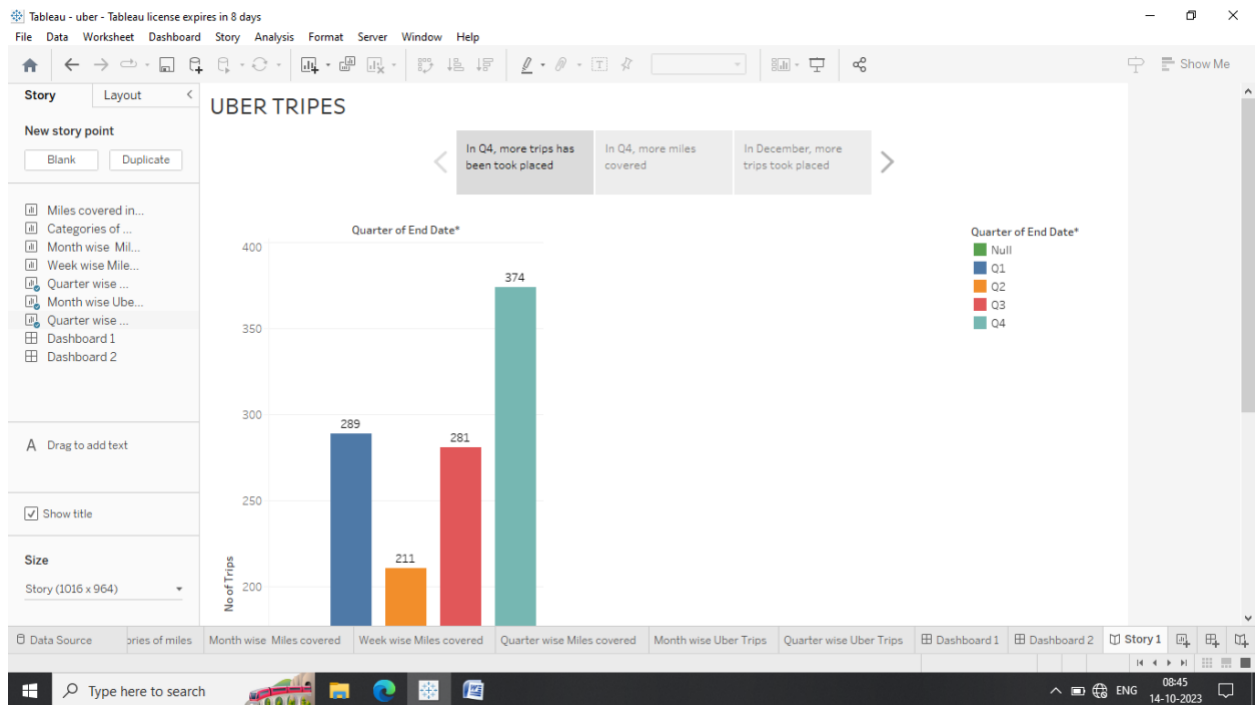 Tableau - uber - Tableau license expires in 8 days
File Data Worksheet Dashboard Story Analysis Format Server Window Help
Show Me
Story Layout
New story point
Blank Duplicate
Miles covered in...
Categories of ...
Month wise Mil...
Week wise Mile...
Quarter wise ...
Month wise Ube...
Quarter wise ...
Dashboard 1
Dashboard 2
A Drag to add text
Show title
Size
Story (1016 x 964)
UBER TRIPES
In Q4, more trips has
been took placed
In Q4, more miles
covered
In December, more
trips took placed
Quarter of End Date*
400
350
300
250
200
No of Trips
289
211
281
374
Quarter of End Date*
Null
Q1
Q2
Q3
Q4
Data Source ories of miles Month wise Miles covered Week wise Miles covered Quarter wise Miles covered Month wise Uber Trips Quarter wise Uber Trips Dashboard 1 Dashboard 2 Story 1
Type here to search
ENG
08:45
14-10-2023